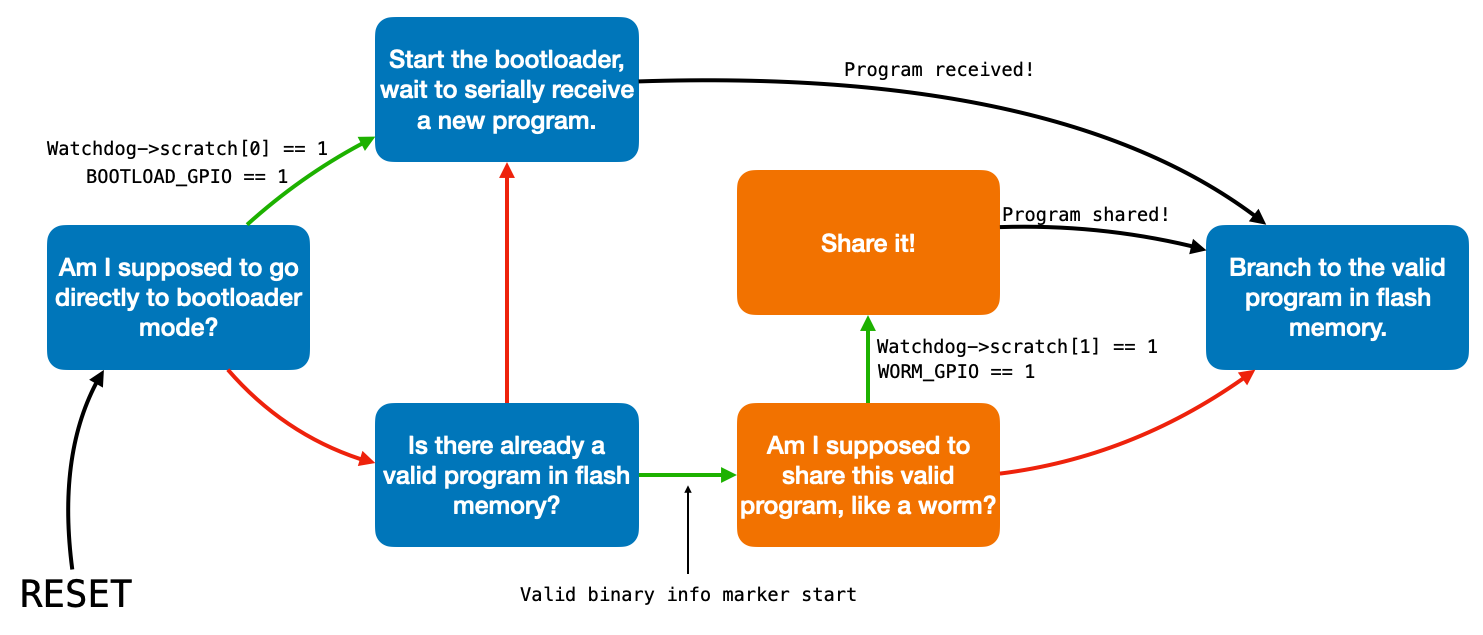 Start the bootloader,
wait to serially receive
a new program.
Program received!
Watchdog->scratch[0] == 1
BOOTLOAD_GPIO == 1
Am I supposed to go
directly to bootloader
mode?
Share it!
Program shared!
Branch to the valid
program in flash
memory.
Watchdog->scratch[1] == 1
WORM_GPIO == 1
Is there already a
valid program in flash
memory?
Am I supposed to
share this valid
program, like a worm?
RESET
Valid binary info marker start